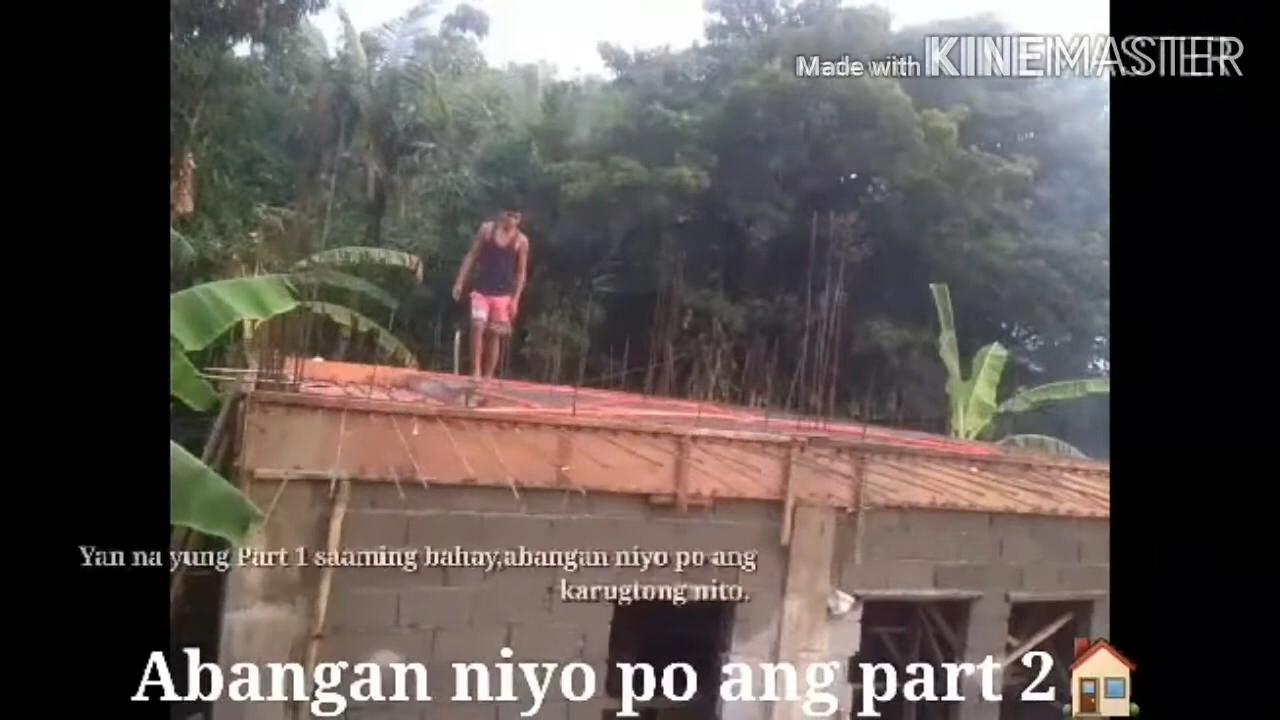 Made with KINEMASTER
Yan na yung Part 1 saaming bahay,abangan niyo po ang
karugtong nito.
Abangan niyo po ang part 2